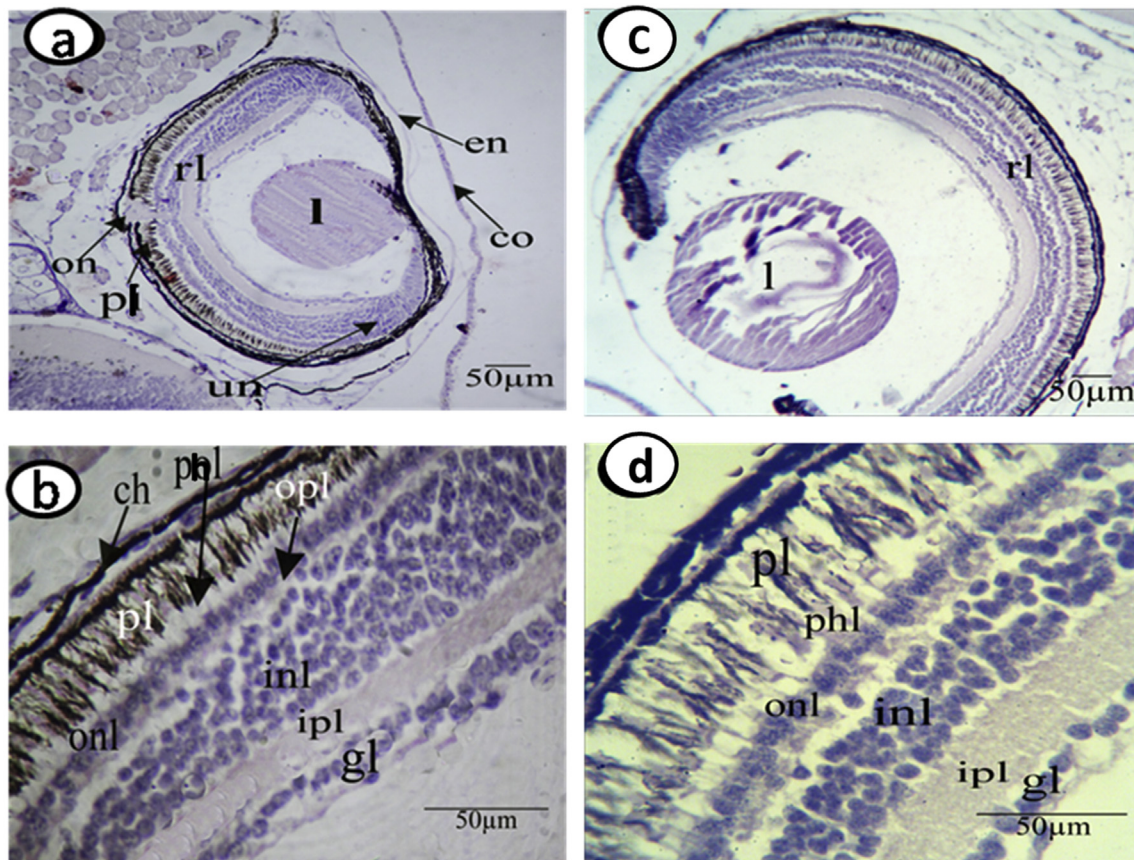 a
en
rl
l
co
on
pl
un
50μm
c
rl
l
50μm
b
ch
phl
opl
pl
inl
onl
ipl
gl
50μm
d
pl
phl
onl
inl
ipl
gl
50μm